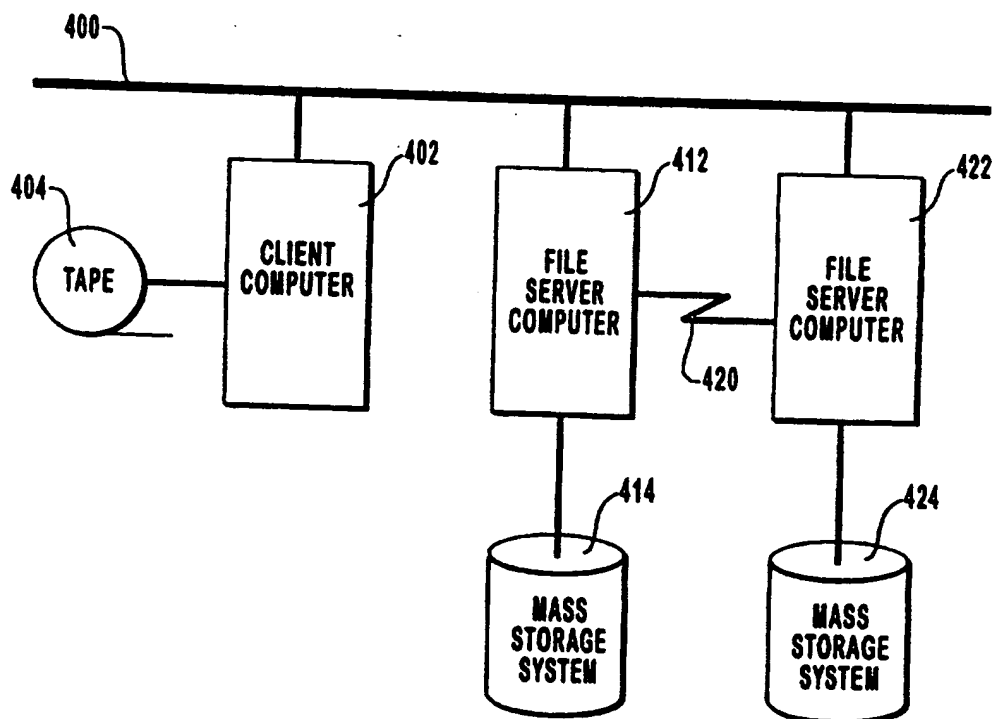 400
402
412
422
404
TAPE
CLIENT
COMPUTER
FILE
SERVER
COMPUTER
FILE
SERVER
COMPUTER
420
414
424
MASS
STORAGE
SYSTEM
MASS
STORAGE
SYSTEM